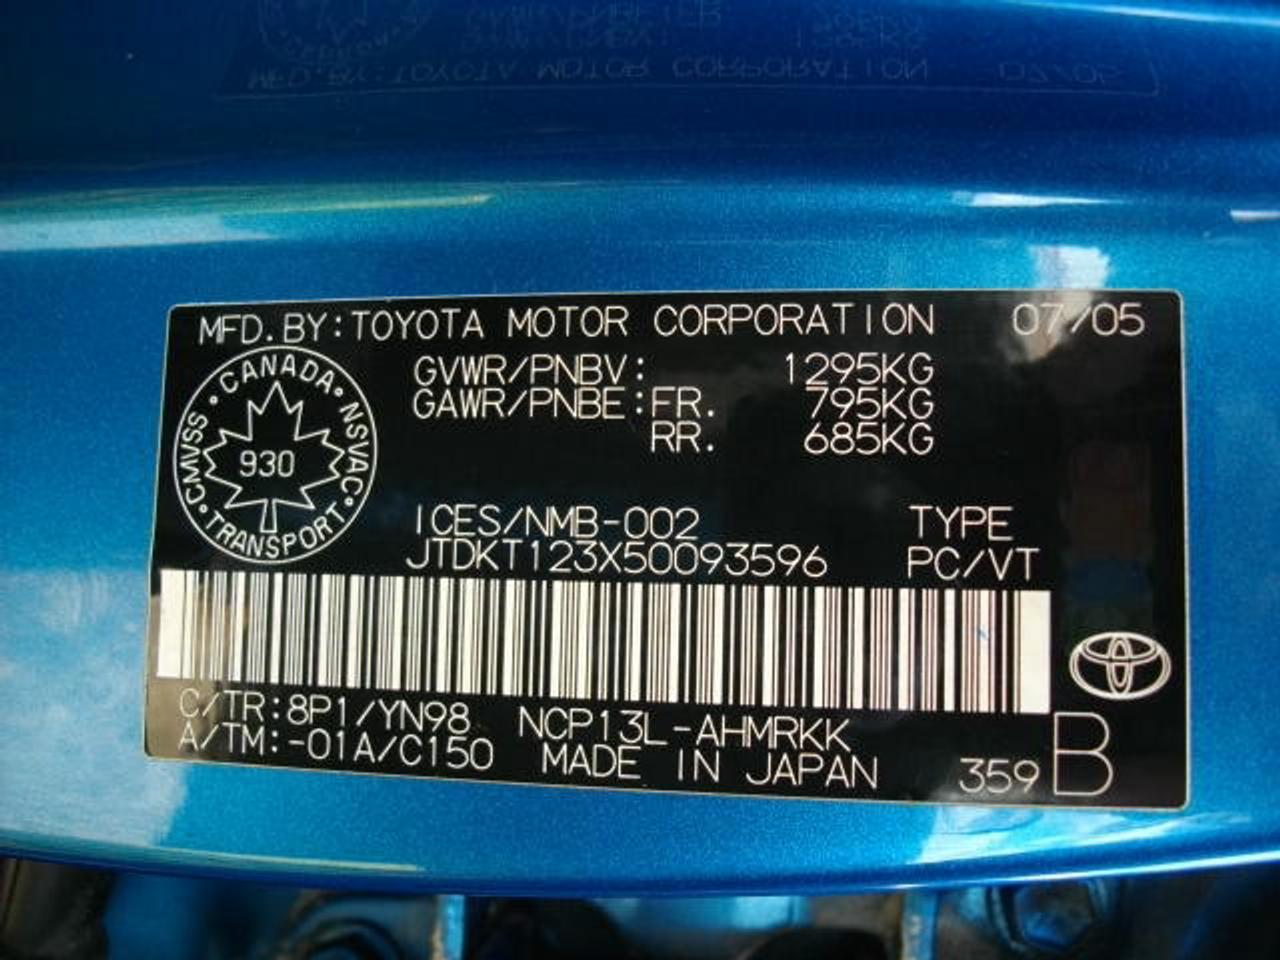 MFD.BY:TOYOTA MOTOR CORPORATION 07/05
GVWR/PNBV: 1295KG
GAWR/PNBE:FR. 795KG
RR. 685KG
CANADA · NSVAC · TRANSPORT · CMVSS ·
930
ICES/NMB-002 TYPE
JTDKT123X50093596 PC/VT
C/TR:8P1/YN98 NCP13L-AHMRKK
A/TM:-01A/C150 MADE IN JAPAN 359 B